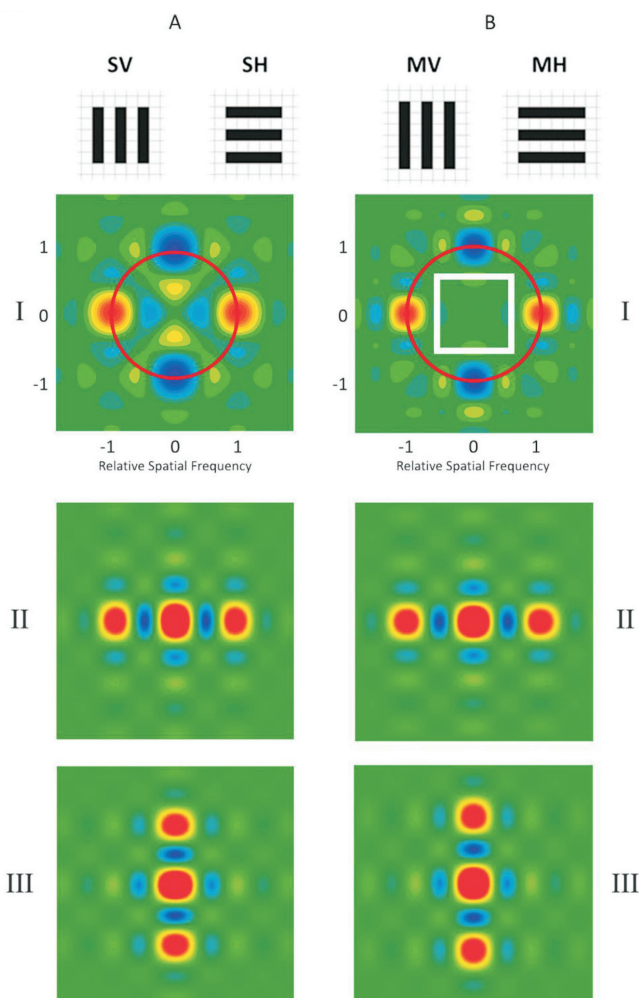 A B
SV SH MV MH
1 1
I 0 0 I
-1 -1
-1 0 1 -1 0 1
Relative Spatial Frequency Relative Spatial Frequency
II II
III III